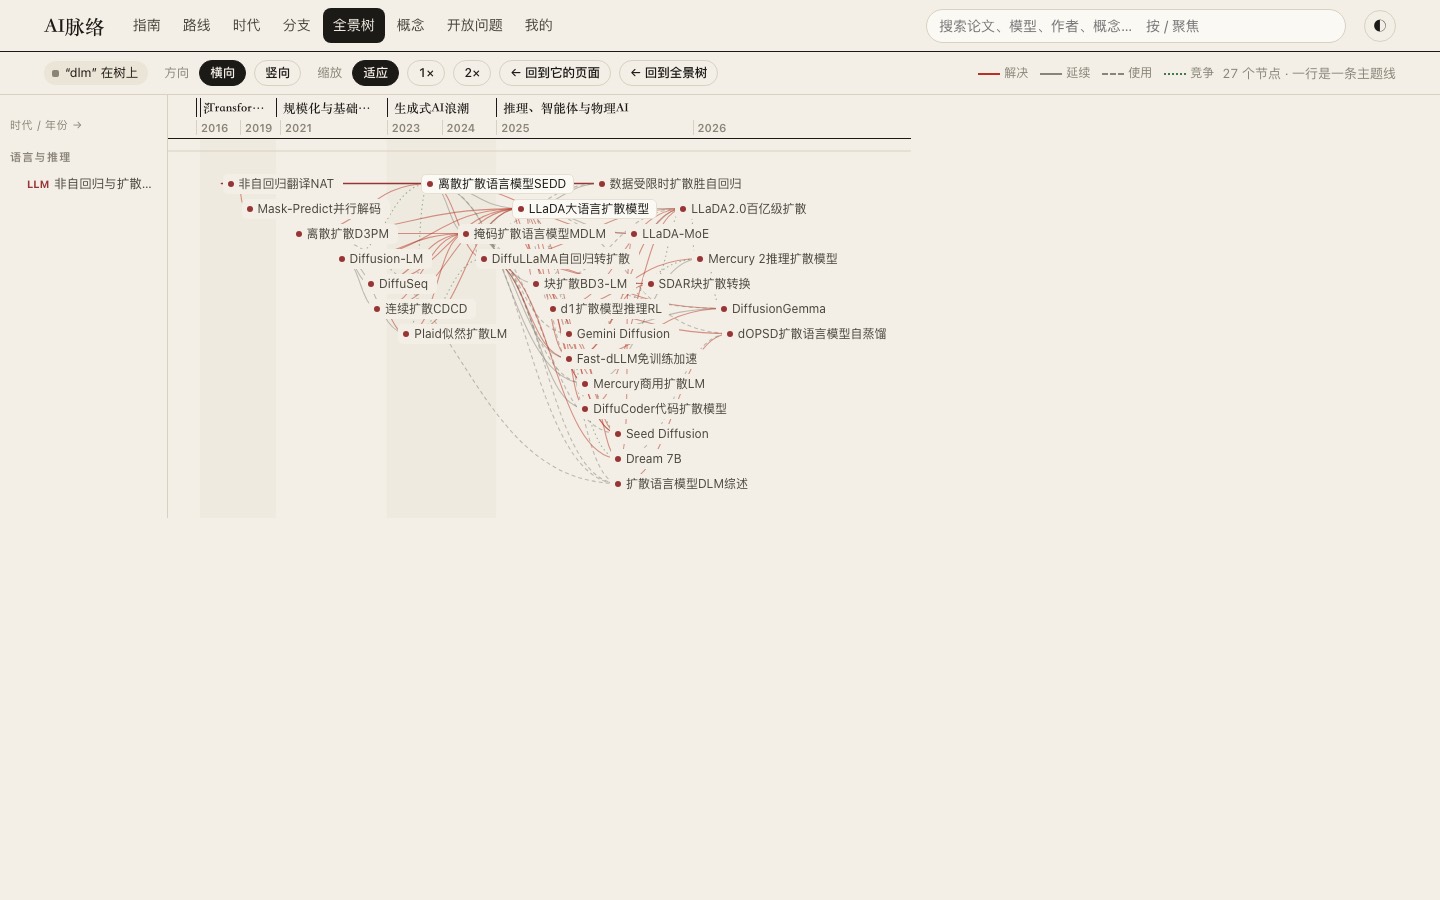 AI脉络 指南 路线 时代 分支 全景树 概念 开放问题 我的 搜索论文、模型、作者、概念… 按 / 聚焦
“dlm” 在树上 方向 横向 竖向 缩放 适应 1× 2× ← 回到它的页面 ← 回到全景树 解决 延续 使用 竞争 27 个节点 · 一行是一条主题线
Transfor… 规模化与基础… 生成式AI浪潮 推理、智能体与物理AI
时代 / 年份 → 2016 2019 2021 2023 2024 2025 2026
语言与推理
LLM 非自回归与扩散… 非自回归翻译NAT 离散扩散语言模型SEDD 数据受限时扩散胜自回归
Mask-Predict并行解码 LLaDA大语言扩散模型 LLaDA2.0百亿级扩散
离散扩散D3PM 掩码扩散语言模型MDLM LLaDA-MoE
Diffusion-LM DiffuLLaMA自回归转扩散 Mercury 2推理扩散模型
DiffuSeq 块扩散BD3-LM SDAR块扩散转换
连续扩散CDCD d1扩散模型推理RL DiffusionGemma
Plaid似然扩散LM Gemini Diffusion dOPSD扩散语言模型自蒸馏
Fast-dLLM免训练加速
Mercury商用扩散LM
DiffuCoder代码扩散模型
Seed Diffusion
Dream 7B
扩散语言模型DLM综述